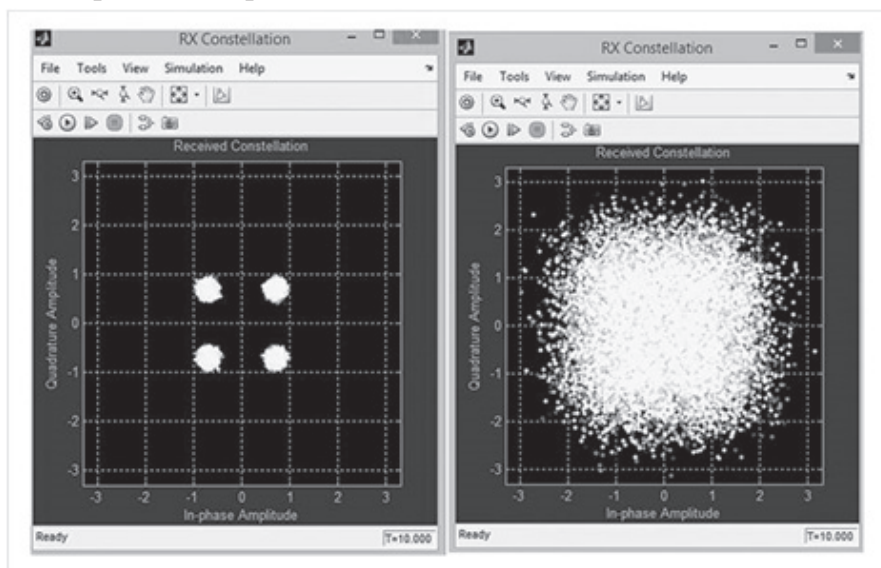 RX Constellation
File Tools View Simulation Help
Received Constellation
3
2
1
0
-1
-2
-3
Quadrature Amplitude
-3 -2 -1 0 1 2 3
In-phase Amplitude
Ready T=10.000
RX Constellation
File Tools View Simulation Help
Received Constellation
3
2
1
0
-1
-2
-3
Quadrature Amplitude
-3 -2 -1 0 1 2 3
In-phase Amplitude
Ready T=10.000